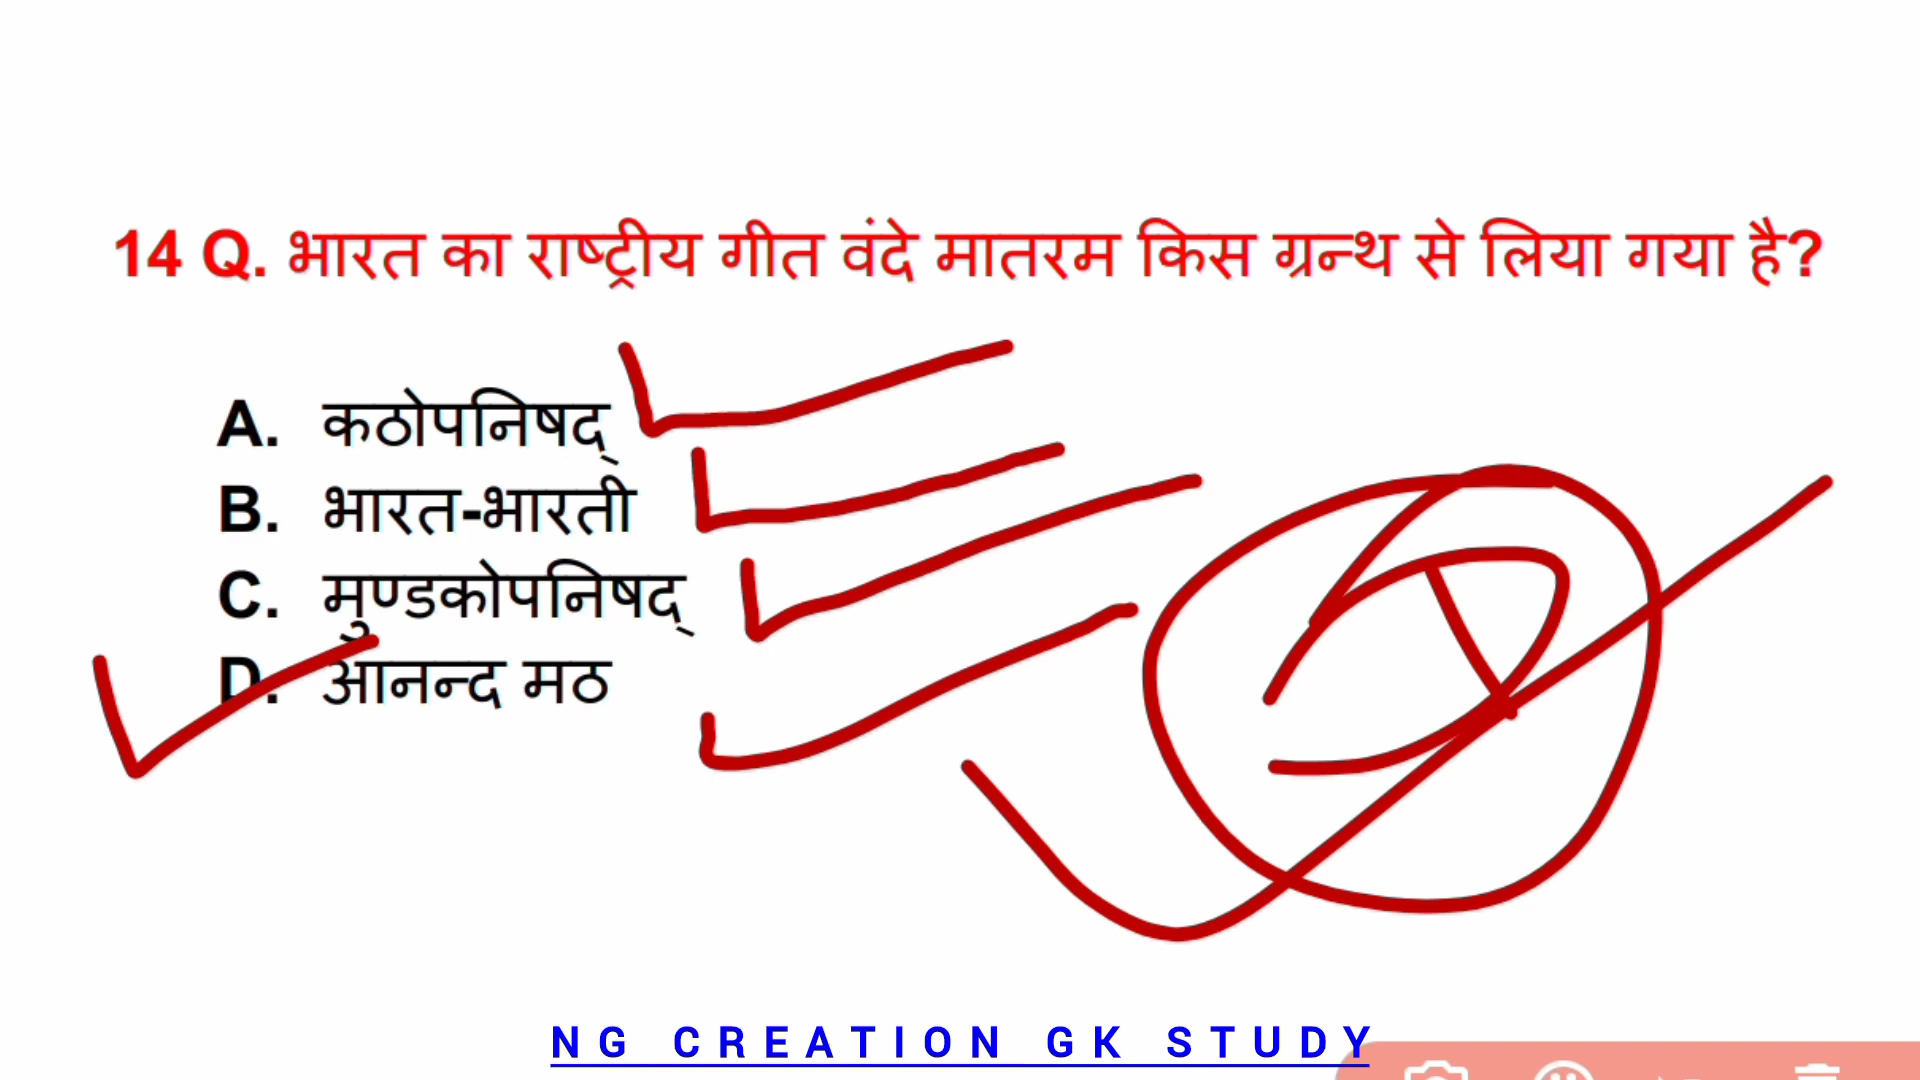 14 Q. भारत का राष्ट्रीय गीत वंदे मातरम किस ग्रन्थ से लिया गया है?
A. कठोपनिषद्
B. भारत-भारती
C. मुण्डकोपनिषद्
D. आनन्द मठ
NG CREATION GK STUDY